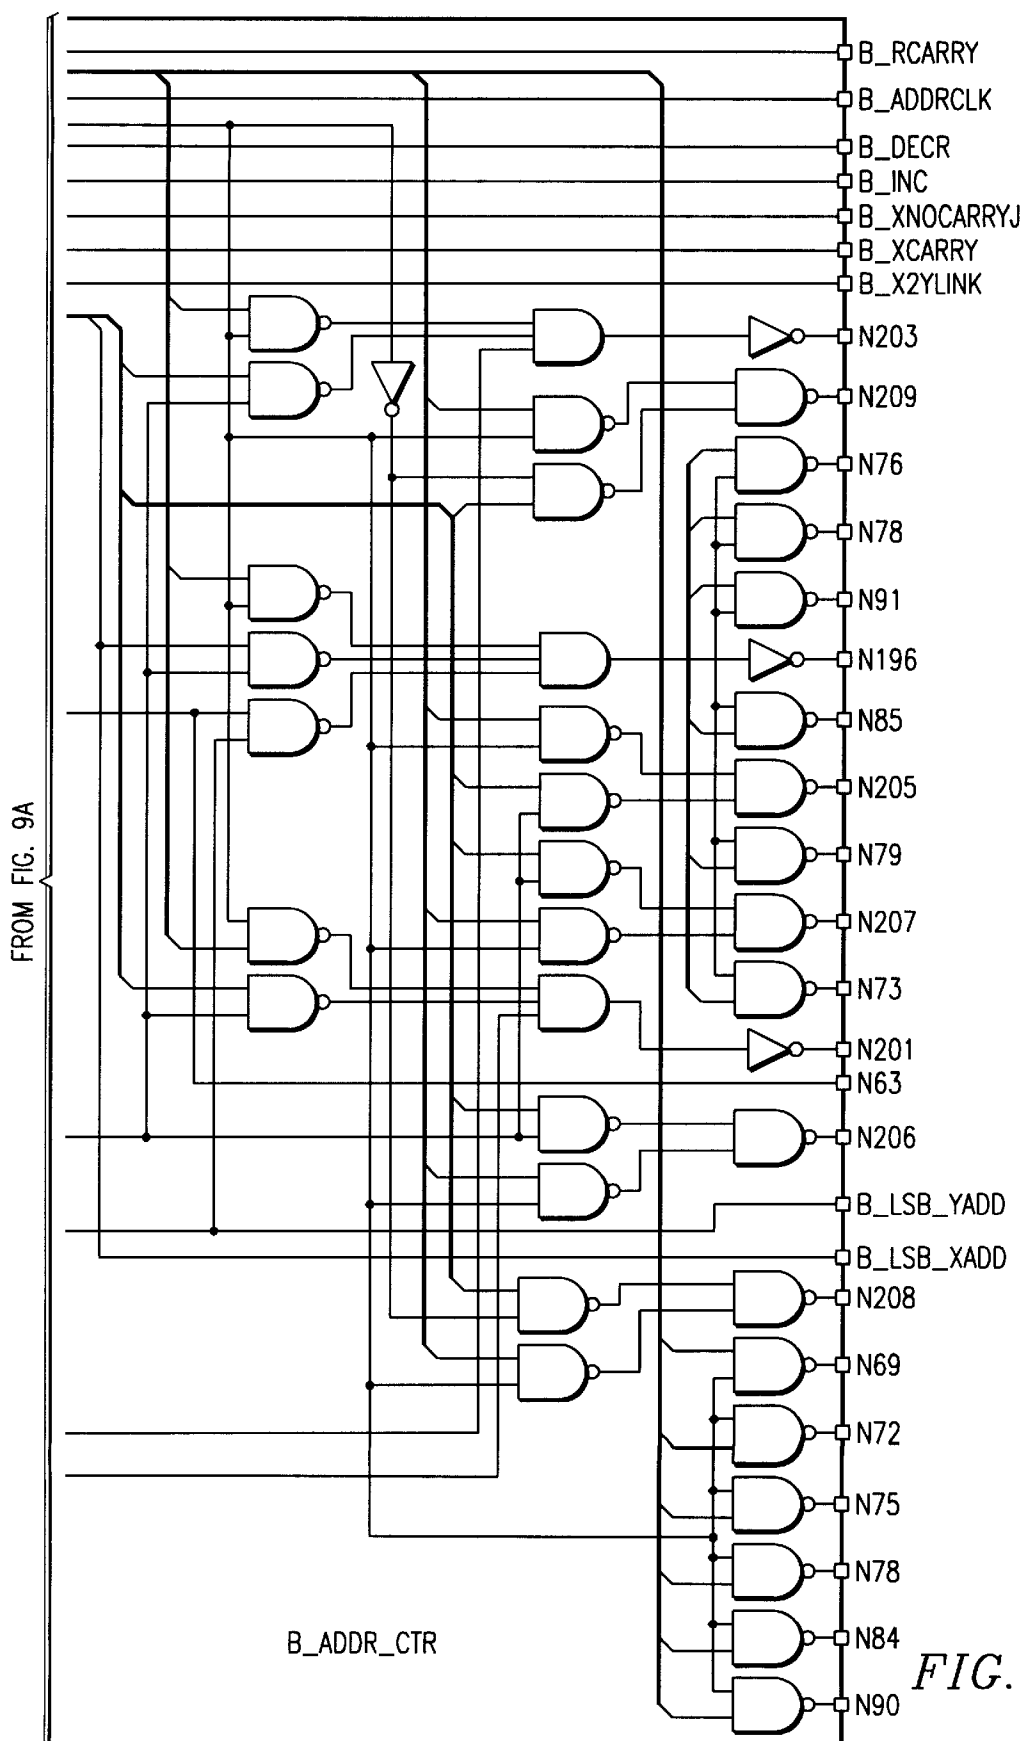 B_RCARRY
B_ADDRCLK
B_DECR
B_INC
B_XNOCARRYJ
B_XCARRY
B_X2YLINK
N203
N209
N76
N78
N91
N196
N85
N205
N79
N207
N73
N201
N63
N206
B_LSB_YADD
B_LSB_XADD
N208
N69
N72
N75
N78
N84
N90
FROM FIG. 9A
B_ADDR_CTR
FIG.